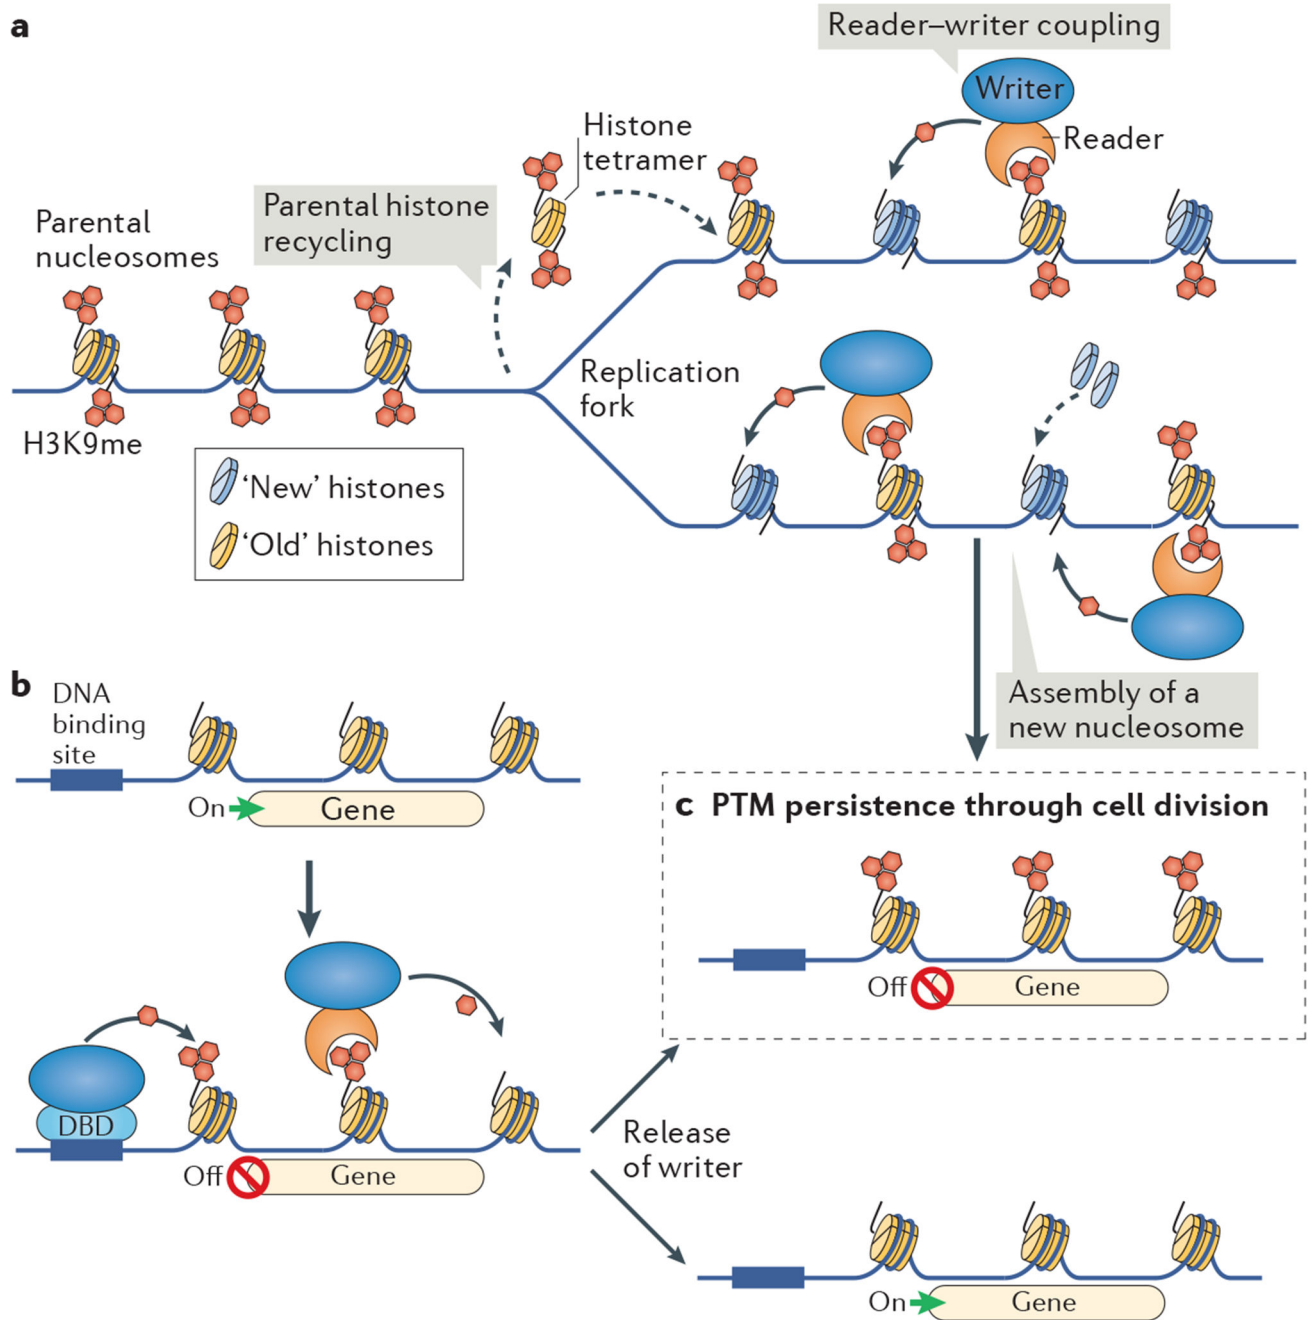 a
Reader–writer coupling
Writer
Reader
Histone
tetramer
Parental histone
recycling
Parental
nucleosomes
H3K9me
Replication
fork
‘New’ histones
‘Old’ histones
Assembly of a
new nucleosome
b
DNA
binding
site
On
Gene
DBD
Off
Gene
Release
of writer
c PTM persistence through cell division
Off
Gene
On
Gene